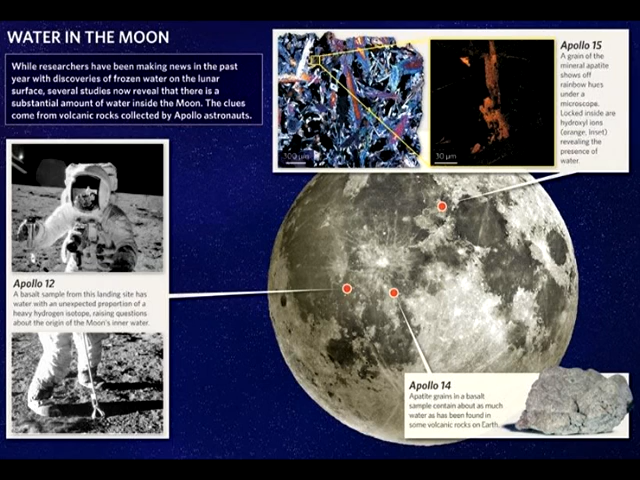 WATER IN THE MOON
While researchers have been making news in the past
year with discoveries of frozen water on the lunar
surface, several studies now reveal that there is a
substantial amount of water inside the Moon. The clues
come from volcanic rocks collected by Apollo astronauts.
Apollo 15
A grain of the
mineral apatite
shows off
rainbow hues
under a
microscope.
Locked inside are
hydroxyl ions
(orange, inset)
revealing the
presence of
water.
300 μm
30 μm
Apollo 12
A basalt sample from this landing site has
water with an unexpected proportion of a
heavy hydrogen isotope, raising questions
about the origin of the Moon's inner water.
Apollo 14
Apatite grains in a basalt
sample contain about as much
water as has been found in
some volcanic rocks on Earth.